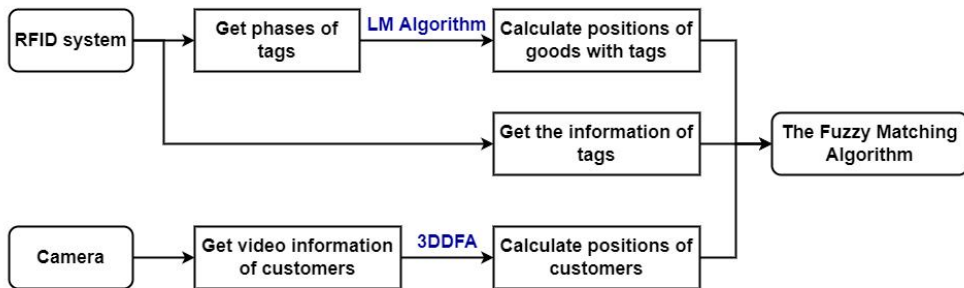 RFID system
Get phases of
tags
LM Algorithm
Calculate positions of
goods with tags
Get the information of
tags
The Fuzzy Matching
Algorithm
Camera
Get video information
of customers
3DDFA
Calculate positions of
customers